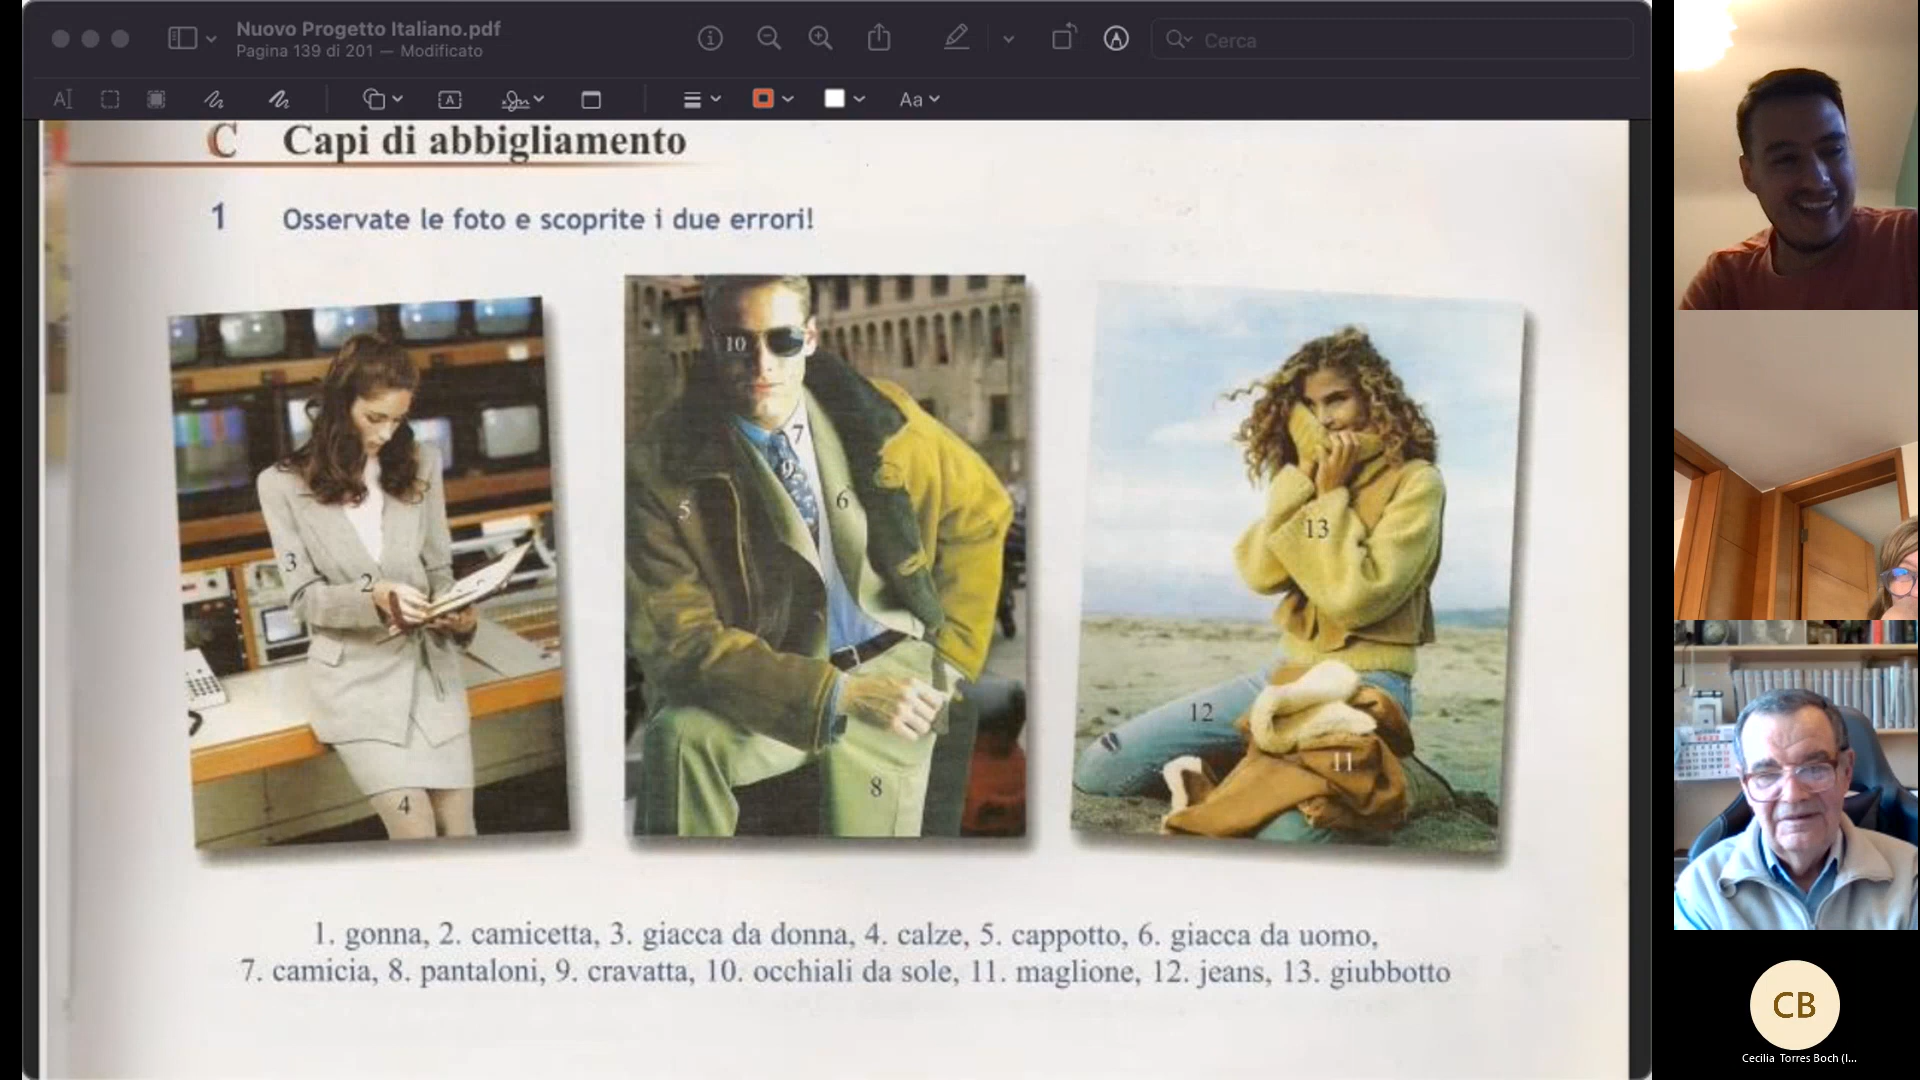 Nuovo Progetto Italiano.pdf
Pagina 139 di 201 — Modificato
Cerca
Aa
C Capi di abbigliamento
1 Osservate le foto e scoprite i due errori!
10
7
9
5
6
8
3
2
4
13
12
11
1. gonna, 2. camicetta, 3. giacca da donna, 4. calze, 5. cappotto, 6. giacca da uomo,
7. camicia, 8. pantaloni, 9. cravatta, 10. occhiali da sole, 11. maglione, 12. jeans, 13. giubbotto
CB
Cecilia Torres Boch (I...